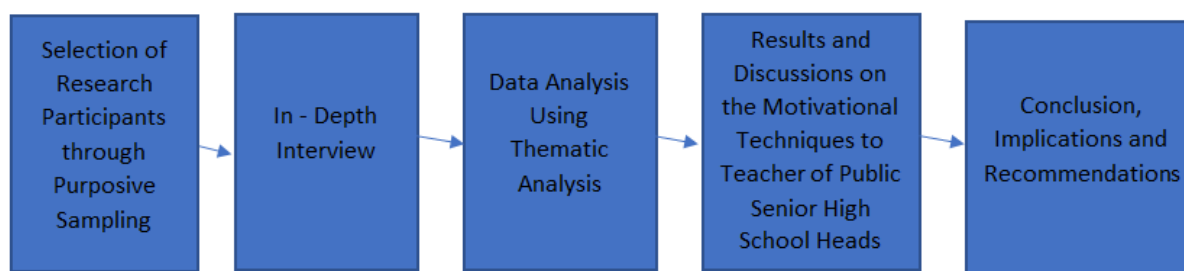 Selection of
Research
Participants
through
Purposive
Sampling
In - Depth
Interview
Data Analysis
Using
Thematic
Analysis
Results and
Discussions on
the Motivational
Techniques to
Teacher of Public
Senior High
School Heads
Conclusion,
Implications and
Recommendations